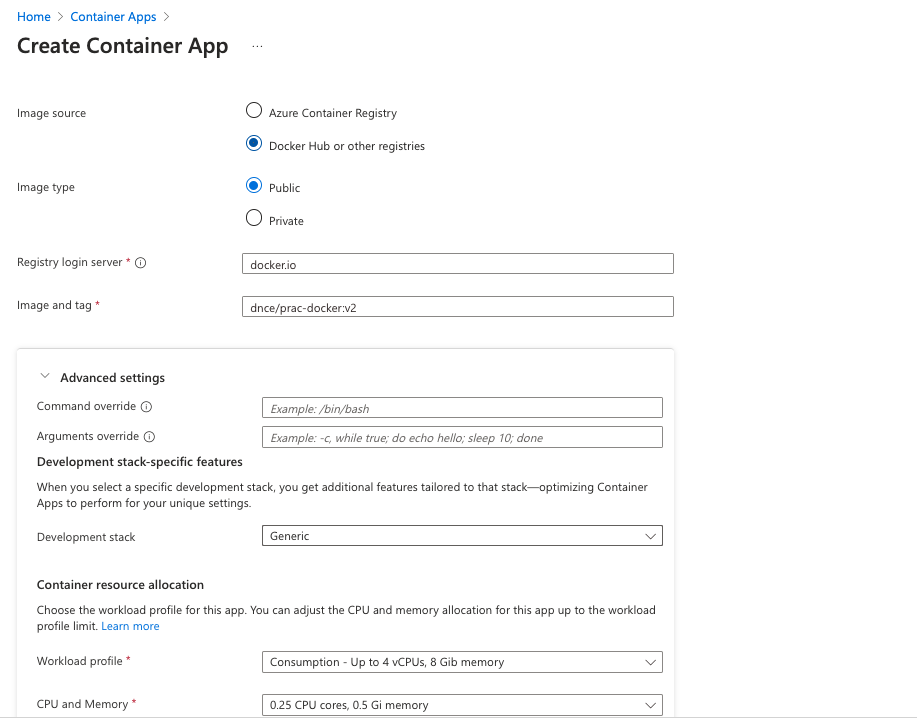 Home > Container Apps >
Create Container App ...
Image source
Azure Container Registry
Docker Hub or other registries
Image type
Public
Private
Registry login server *
docker.io
Image and tag *
dnce/prac-docker:v2
Advanced settings
Command override
Example: /bin/bash
Arguments override
Example: -c, while true; do echo hello; sleep 10; done
Development stack-specific features
When you select a specific development stack, you get additional features tailored to that stack—optimizing Container
Apps to perform for your unique settings.
Development stack
Generic
Container resource allocation
Choose the workload profile for this app. You can adjust the CPU and memory allocation for this app up to the workload
profile limit. Learn more
Workload profile *
Consumption - Up to 4 vCPUs, 8 Gib memory
CPU and Memory *
0.25 CPU cores, 0.5 Gi memory